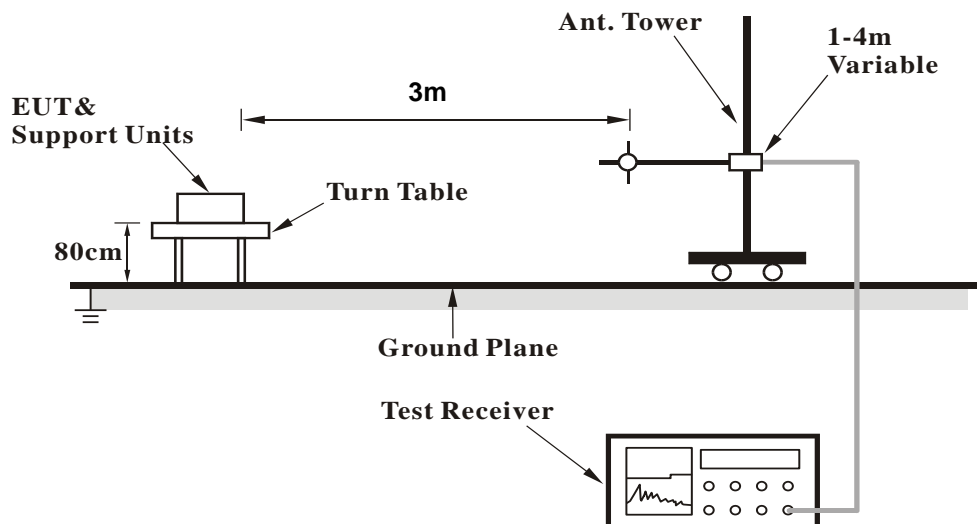 Ant. Tower
1-4m
Variable
3m
EUT&
Support Units
Turn Table
80cm
Ground Plane
Test Receiver